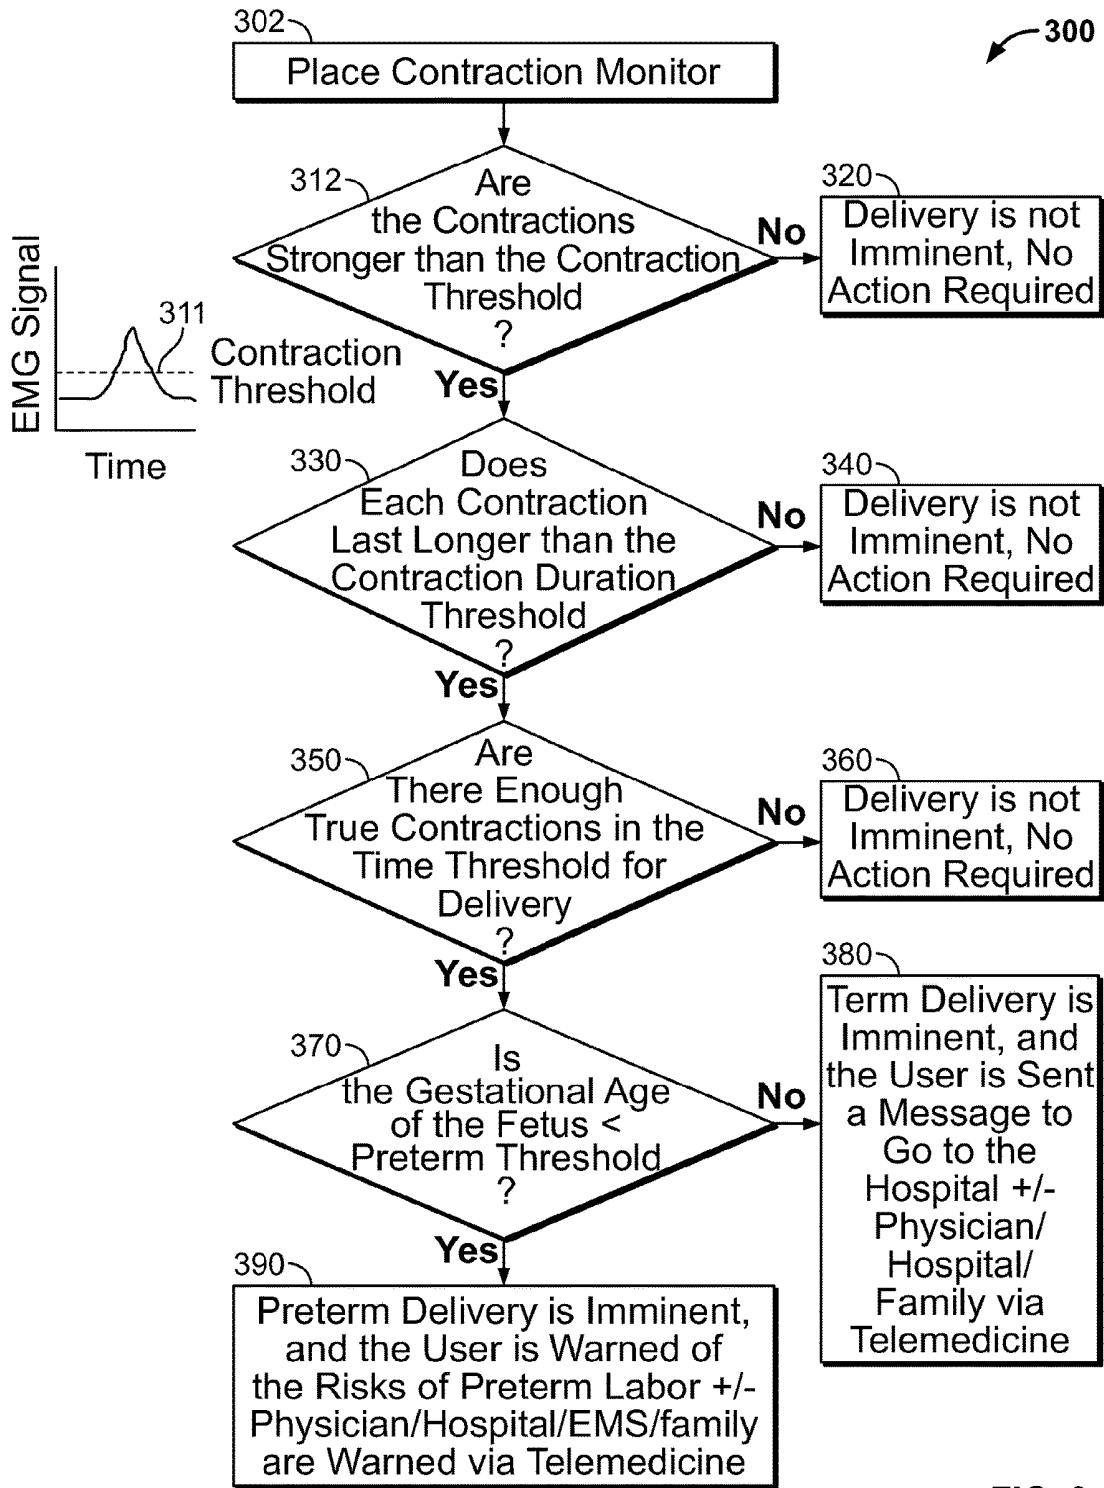 302
300
Place Contraction Monitor
312
Are
the Contractions
Stronger than the Contraction
Threshold
?
No
320
Delivery is not
Imminent, No
Action Required
EMG Signal
311
Contraction
Threshold
Time
Yes
330
Does
Each Contraction
Last Longer than the
Contraction Duration
Threshold
?
No
340
Delivery is not
Imminent, No
Action Required
Yes
350
Are
There Enough
True Contractions in the
Time Threshold for
Delivery
?
No
360
Delivery is not
Imminent, No
Action Required
Yes
370
Is
the Gestational Age
of the Fetus <
Preterm Threshold
?
No
380
Term Delivery is
Imminent, and
the User is Sent
a Message to
Go to the
Hospital +/-
Physician/
Hospital/
Family via
Telemedicine
Yes
390
Preterm Delivery is Imminent,
and the User is Warned of
the Risks of Preterm Labor +/-
Physician/Hospital/EMS/family
are Warned via Telemedicine